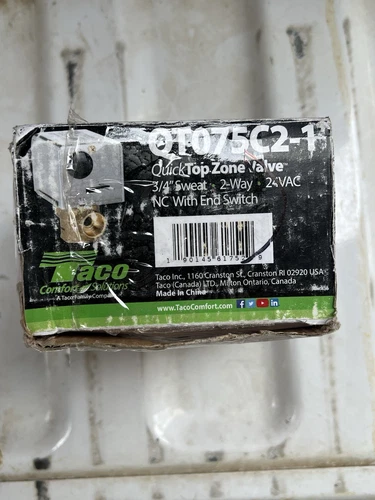 QT075C2-1
QuickTop Zone Valve™
3/4" Sweat - 2-Way - 24VAC
NC With End Switch
Taco
Comfort Solutions
A Taco Family Company
Taco Inc., 1160 Cranston St., Cranston RI 02920 USA
Taco (Canada) LTD., Milton Ontario, Canada
Made In China
www.TacoComfort.com